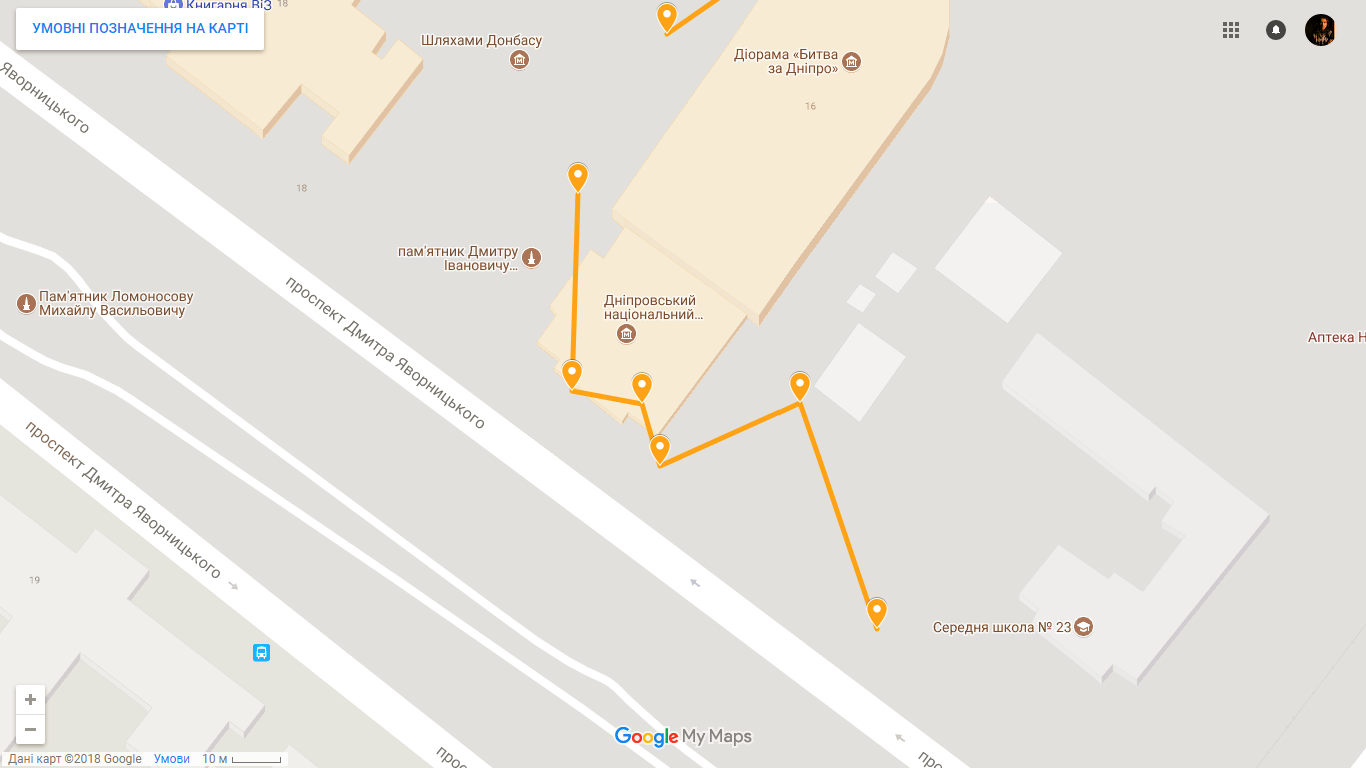 Книгарня ВіЗ
18
УМОВНІ ПОЗНАЧЕННЯ НА КАРТІ
Шляхами Донбасу
Діорама «Битва
за Дніпро»
16
Яворницького
18
пам'ятник Дмитру
Івановичу...
Пам'ятник Ломоносову
Михайлу Васильовичу
проспект Дмитра Яворницького
Дніпровський
національний...
Аптека Н
проспект Дмитра Яворницького
19
Середня школа № 23
Google My Maps
просп
про
Дані карт ©2018 Google Умови 10 м